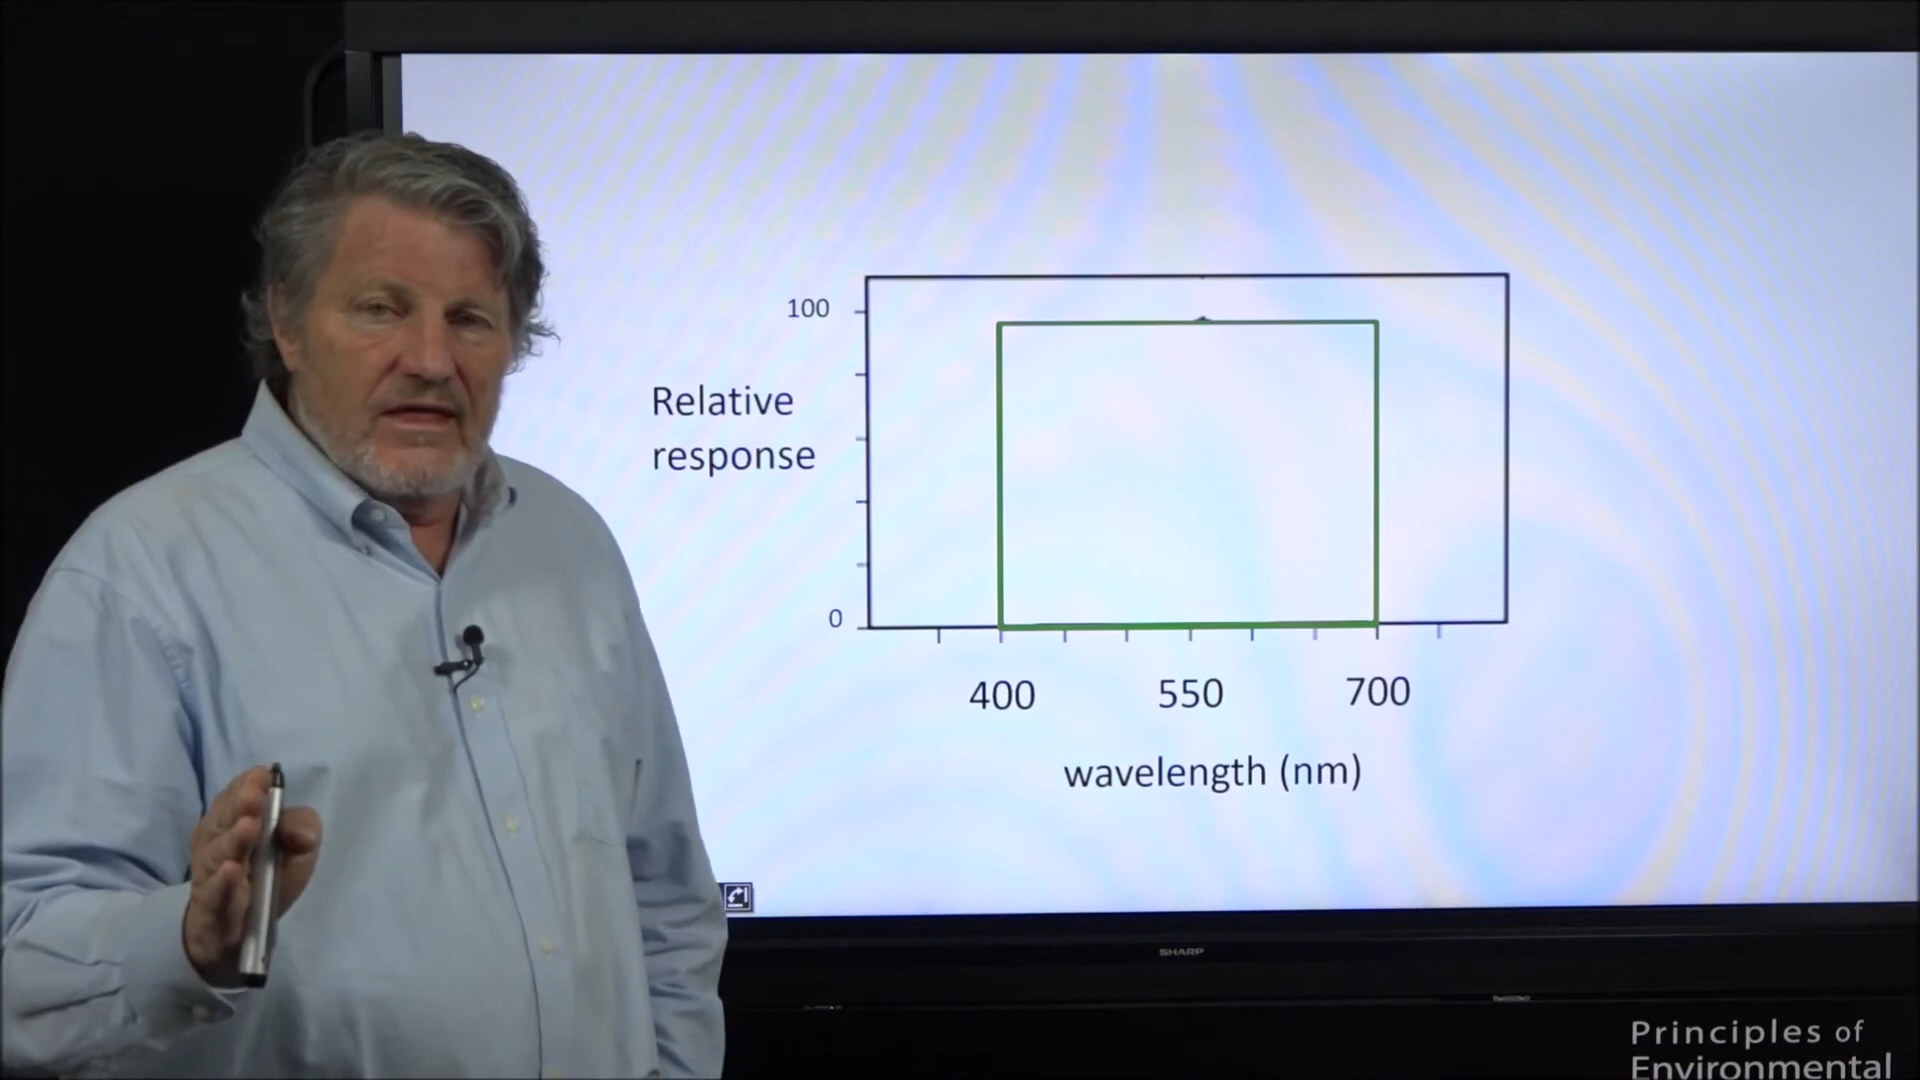 100
Relative
response
0
400 550 700
wavelength (nm)
SHARP
Principles of
Environmental